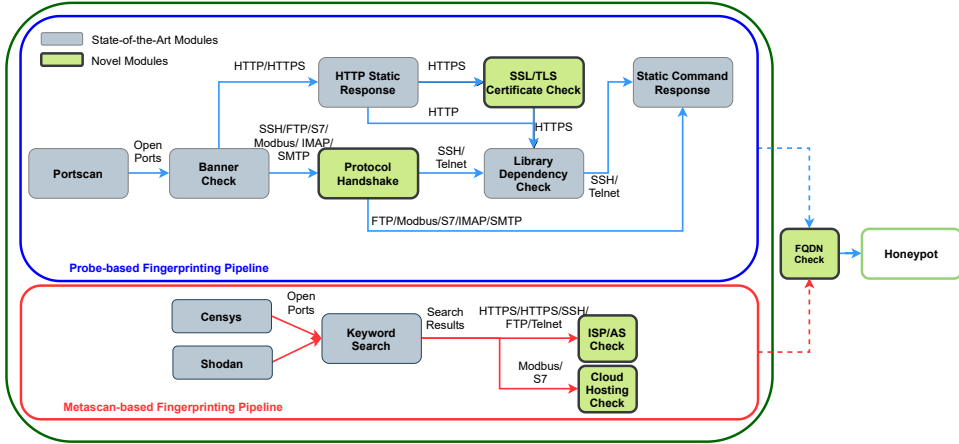 State-of-the-Art Modules
Novel Modules
HTTP/HTTPS
HTTP Static
Response
HTTPS
SSL/TLS
Certificate Check
Static Command
Response
HTTP
HTTPS
Portscan
Open
Ports
Banner
Check
SSH/FTP/S7/
Modbus/ IMAP/
SMTP
Protocol
Handshake
SSH/
Telnet
Library
Dependency
Check
SSH/
Telnet
FTP/Modbus/S7/IMAP/SMTP
Probe-based Fingerprinting Pipeline
FQDN
Check
Honeypot
Censys
Shodan
Open
Ports
Keyword
Search
Search
Results
HTTPS/HTTPS/SSH/
FTP/Telnet
ISP/AS
Check
Modbus/
S7
Cloud
Hosting
Check
Metascan-based Fingerprinting Pipeline